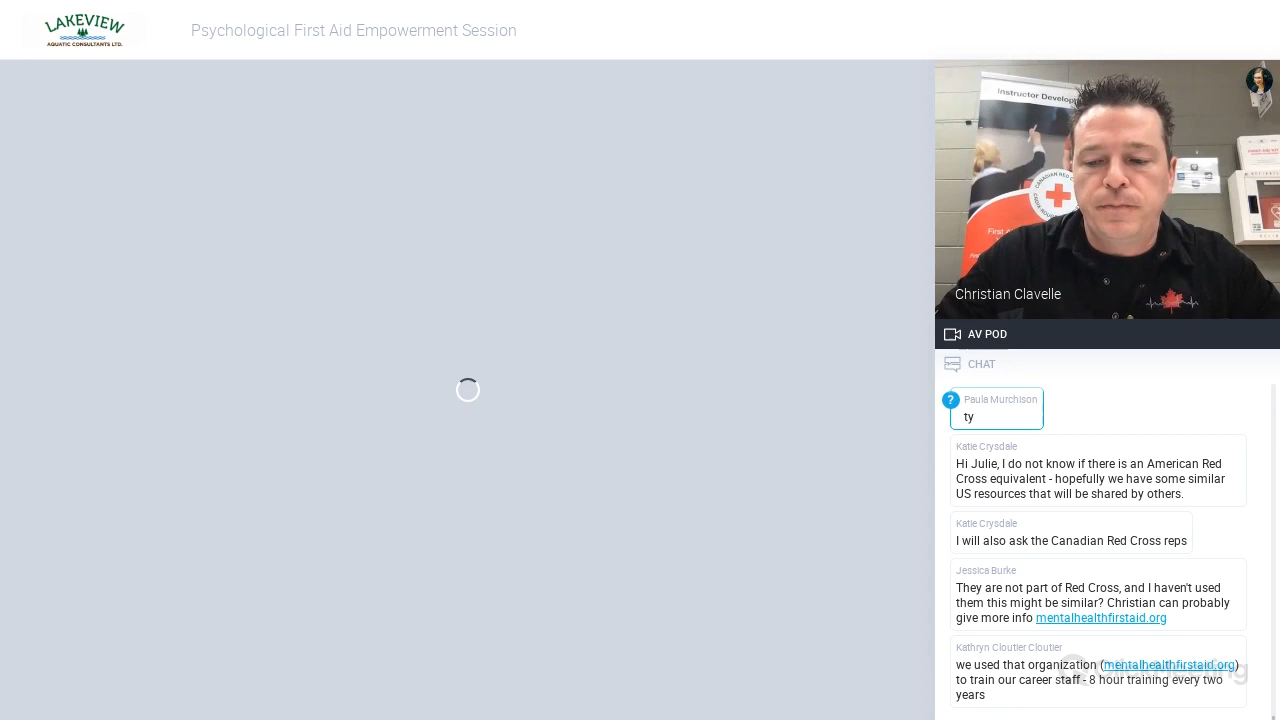 LAKEVIEW
AQUATIC CONSULTANTS LTD.
Psychological First Aid Empowerment Session
Instructor Develop
CANADIAN RED
First
Christian Clavelle
AV POD
CHAT
?
Paula Murchison
ty
Katie Crysdale
Hi Julie, I do not know if there is an American Red
Cross equivalent - hopefully we have some similar
US resources that will be shared by others.
Katie Crysdale
I will also ask the Canadian Red Cross reps
Jessica Burke
They are not part of Red Cross, and I haven't used
them this might be similar? Christian can probably
give more info mentalhealthfirstaid.org
Kathryn Cloutier Cloutier
we used that organization (mentalhealthfirstaid.org)
to train our career staff - 8 hour training every two
years